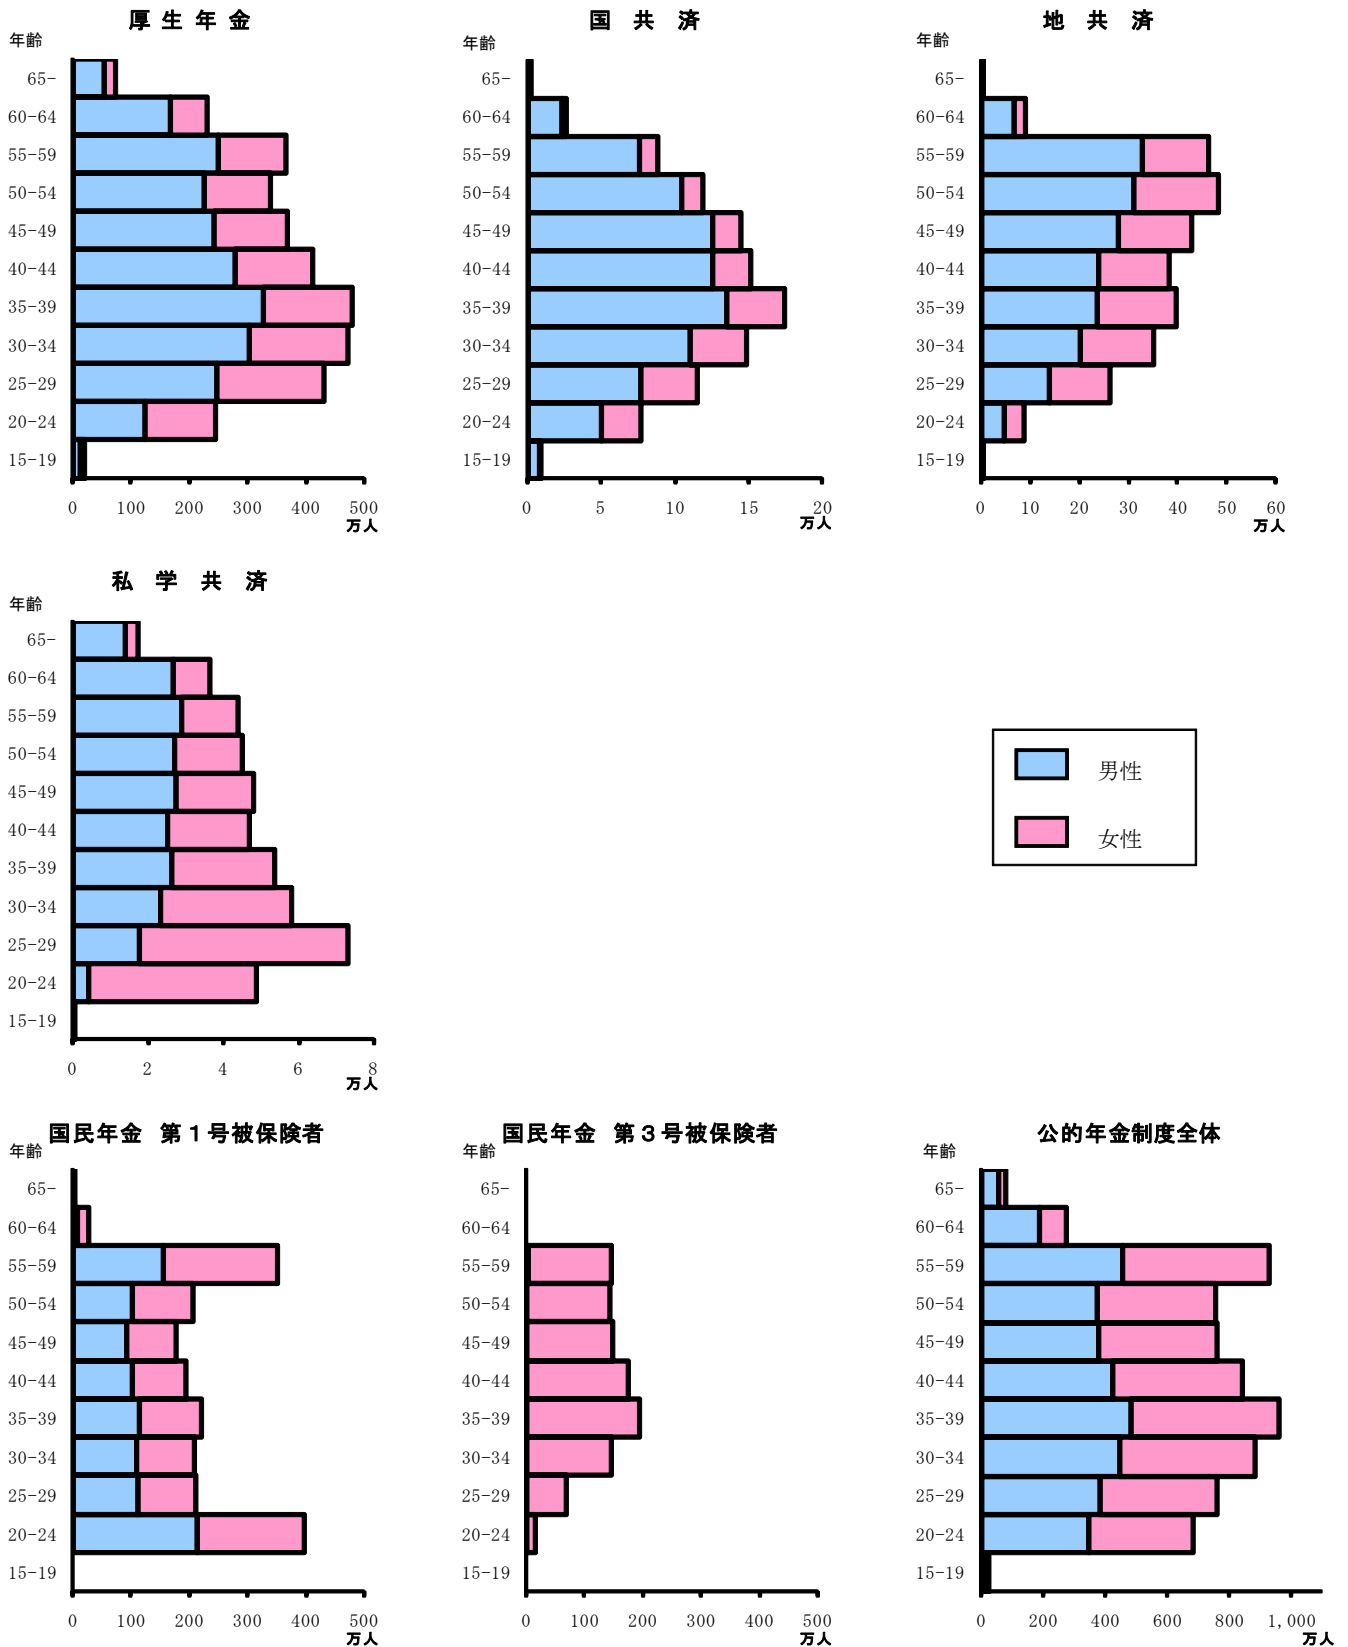 厚 生 年 金
年齢
65-
60-64
55-59
50-54
45-49
40-44
35-39
30-34
25-29
20-24
15-19
0 100 200 300 400 500
万人
国 共 済
年齢
65-
60-64
55-59
50-54
45-49
40-44
35-39
30-34
25-29
20-24
15-19
0 5 10 15 20
万人
地 共 済
年齢
65-
60-64
55-59
50-54
45-49
40-44
35-39
30-34
25-29
20-24
15-19
0 10 20 30 40 50 60
万人
私 学 共 済
年齢
65-
60-64
55-59
50-54
45-49
40-44
35-39
30-34
25-29
20-24
15-19
0 2 4 6 8
万人
男性
女性
国民年金 第１号被保険者
年齢
65-
60-64
55-59
50-54
45-49
40-44
35-39
30-34
25-29
20-24
15-19
0 100 200 300 400 500
万人
国民年金 第３号被保険者
年齢
65-
60-64
55-59
50-54
45-49
40-44
35-39
30-34
25-29
20-24
15-19
0 100 200 300 400 500
万人
公的年金制度全体
年齢
65-
60-64
55-59
50-54
45-49
40-44
35-39
30-34
25-29
20-24
15-19
0 200 400 600 800 1,000
万人